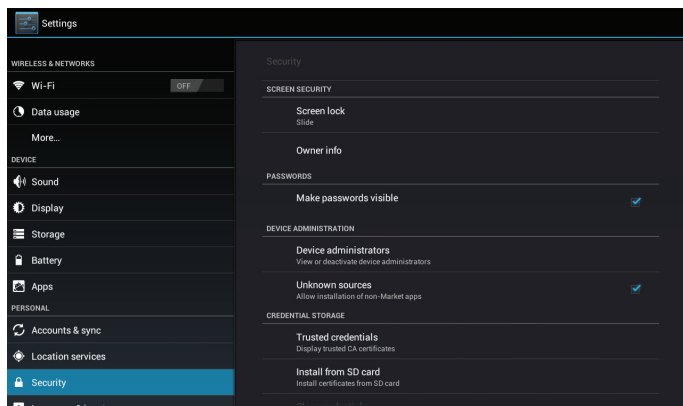 Settings
WIRELESS & NETWORKS
Wi-Fi
OFF
Data usage
More...
DEVICE
Sound
Display
Storage
Battery
Apps
PERSONAL
Accounts & sync
Location services
Security
Security
SCREEN SECURITY
Screen lock
Slide
Owner info
PASSWORDS
Make passwords visible
DEVICE ADMINISTRATION
Device administrators
View or deactivate device administrators
Unknown sources
Allow installation of non-Market apps
CREDENTIAL STORAGE
Trusted credentials
Display trusted CA certificates
Install from SD card
Install certificates from SD card